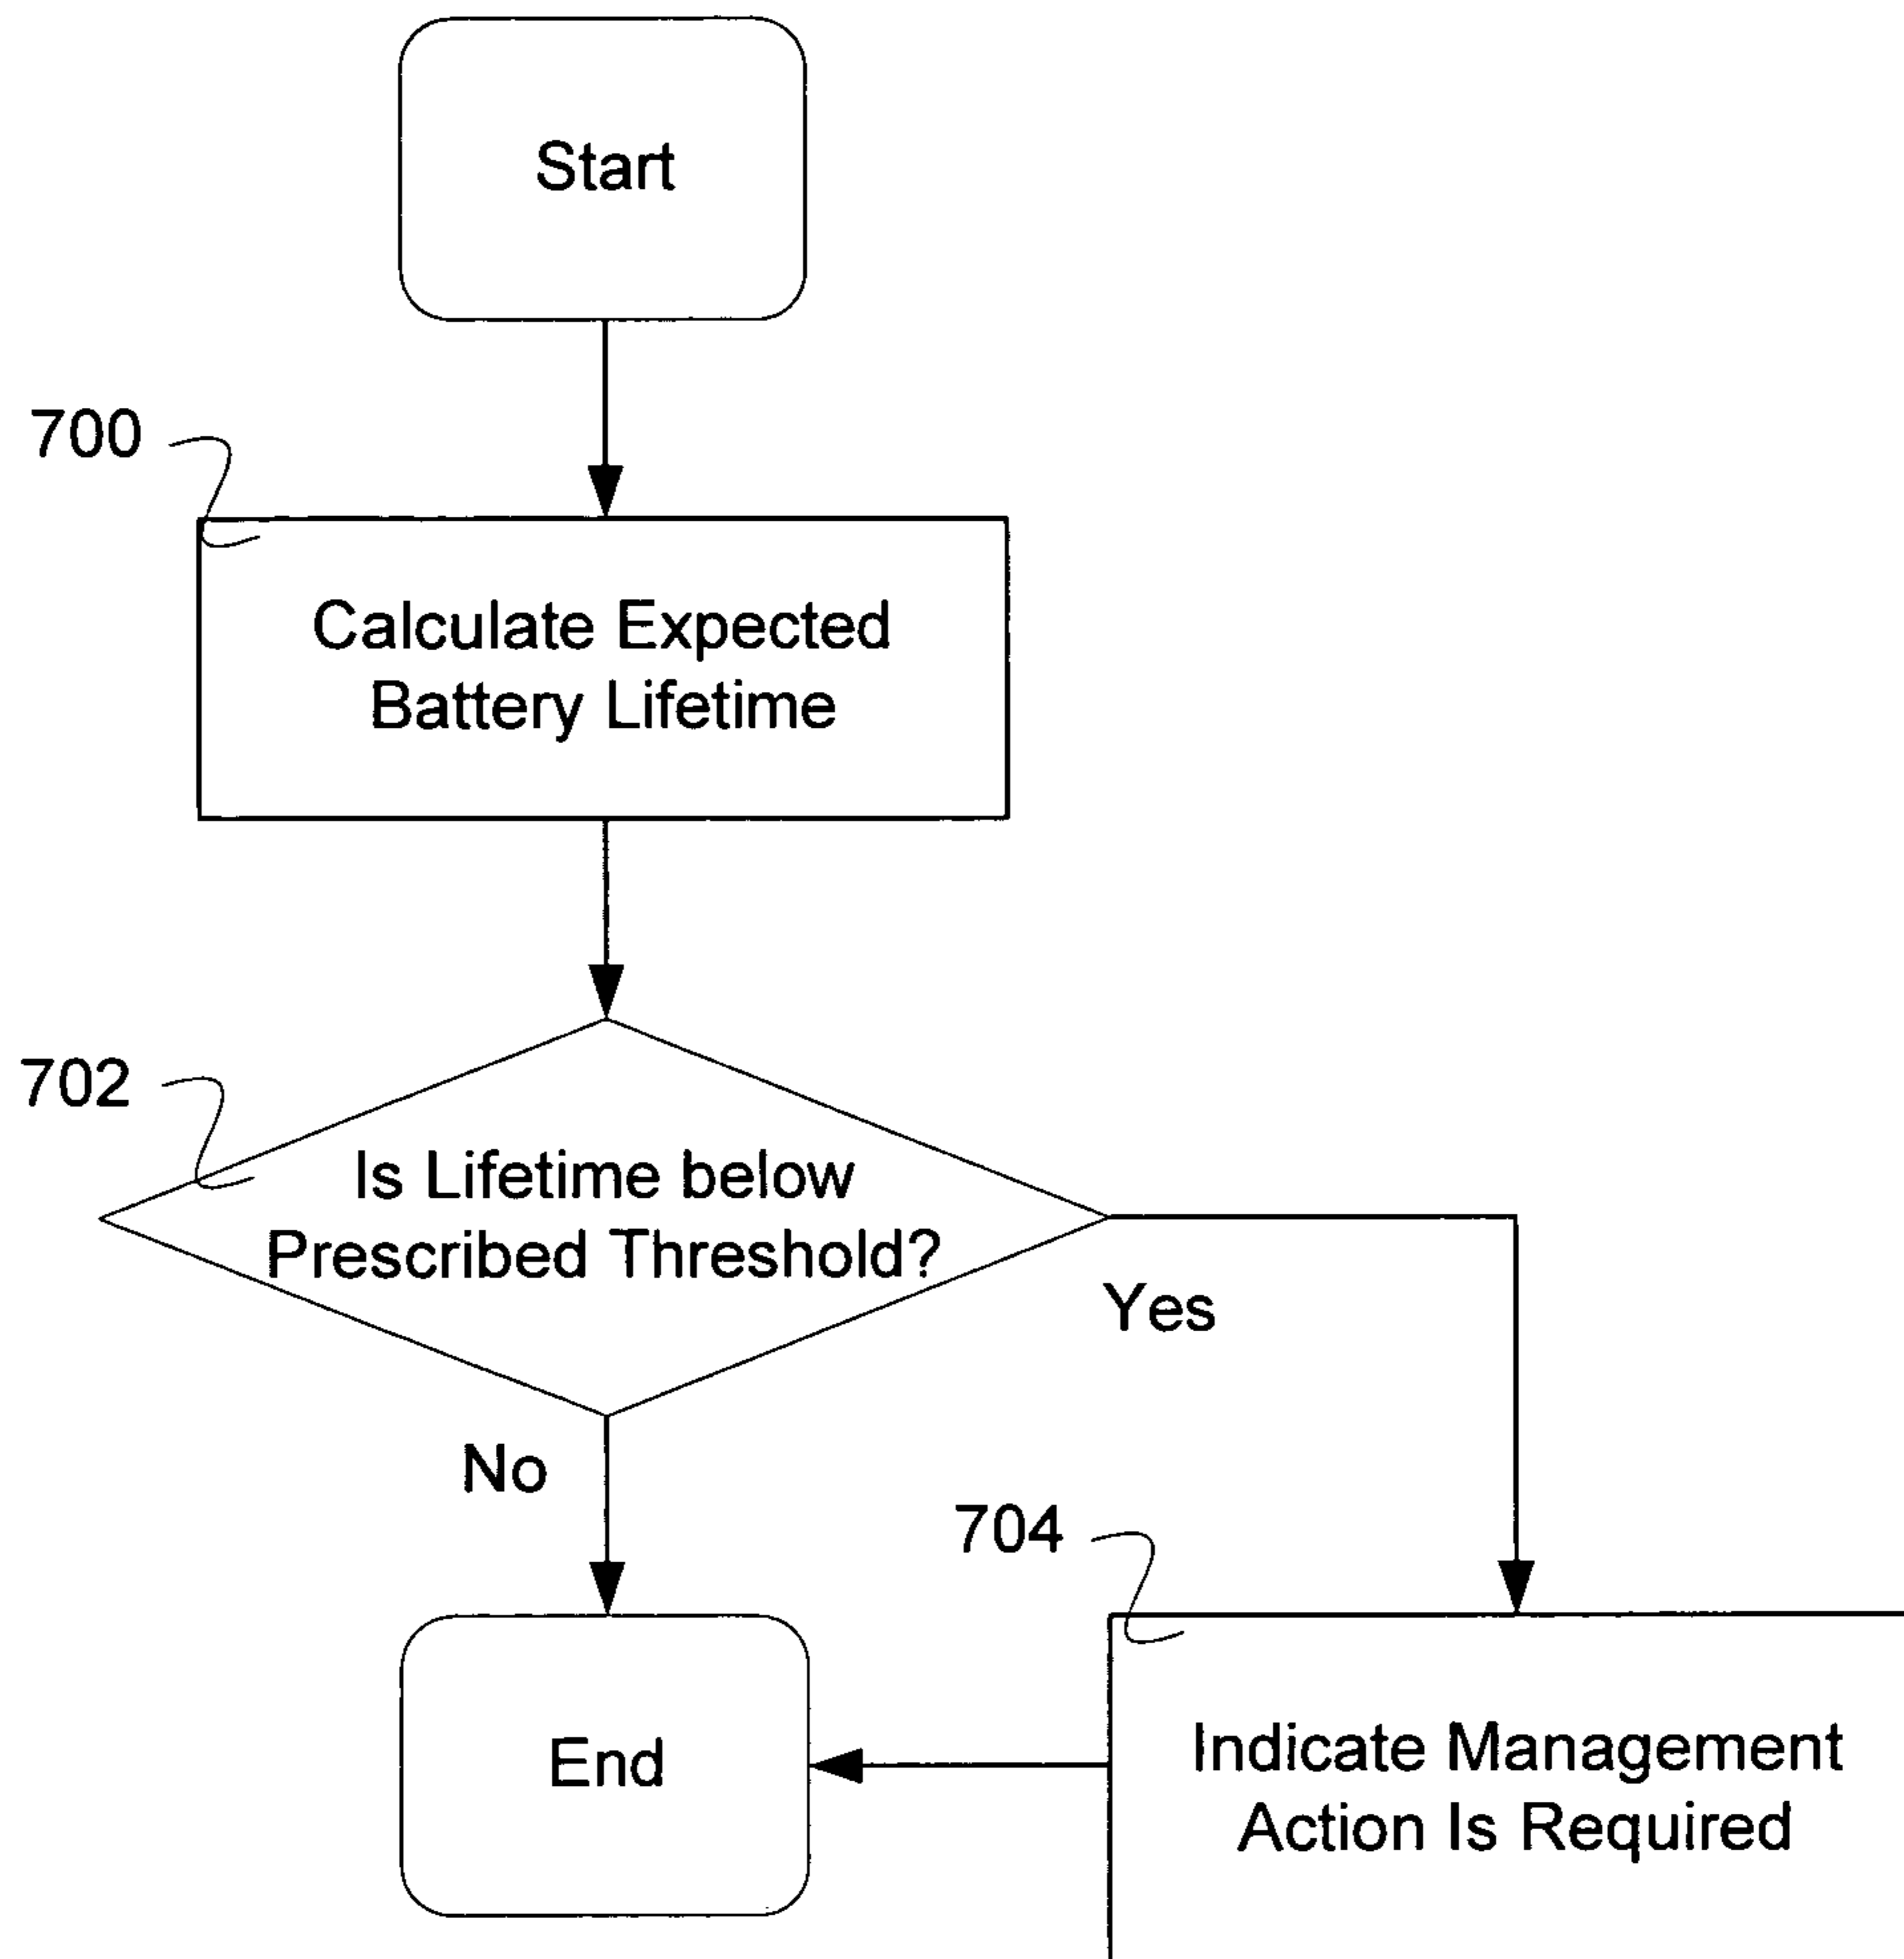 Start
700
Calculate Expected
Battery Lifetime
702
Is Lifetime below
Prescribed Threshold?
Yes
No
704
End
Indicate Management
Action Is Required